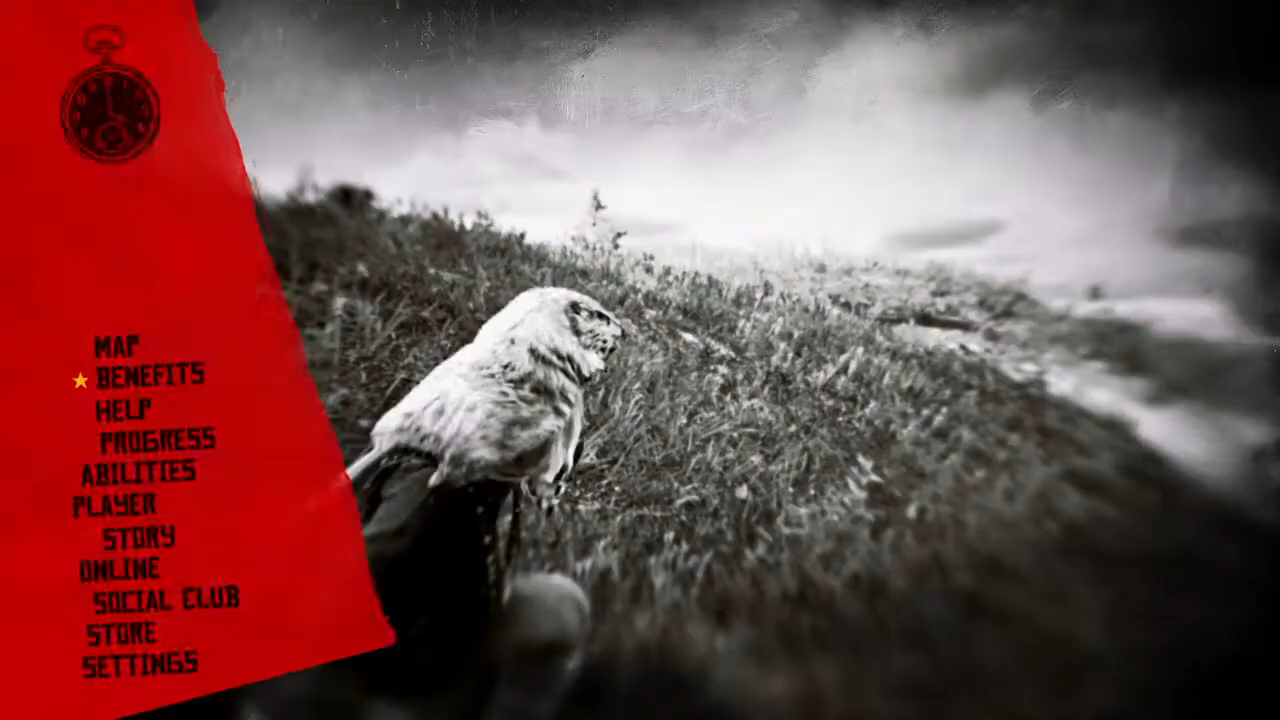 MAP
BENEFITS
HELP
PROGRESS
ABILITIES
PLAYER
STORY
ONLINE
SOCIAL CLUB
STORE
SETTINGS